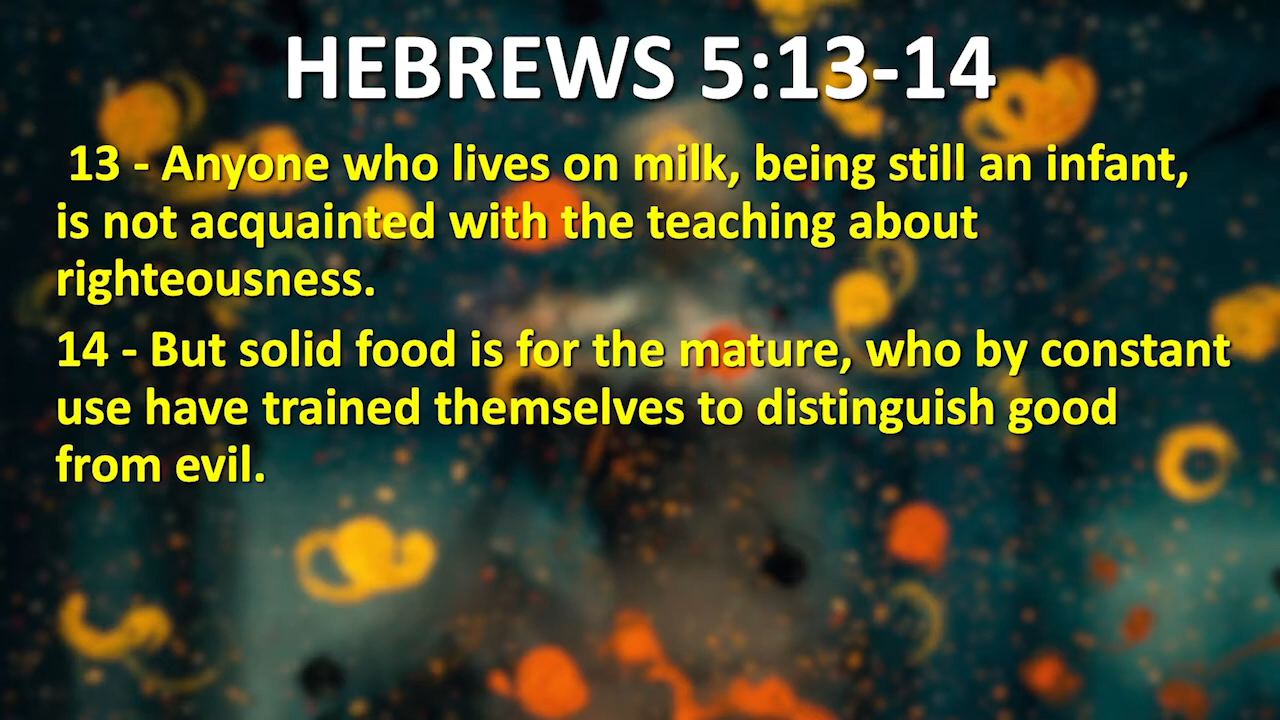 HEBREWS 5:13-14
13 - Anyone who lives on milk, being still an infant,
is not acquainted with the teaching about
righteousness.
14 - But solid food is for the mature, who by constant
use have trained themselves to distinguish good
from evil.